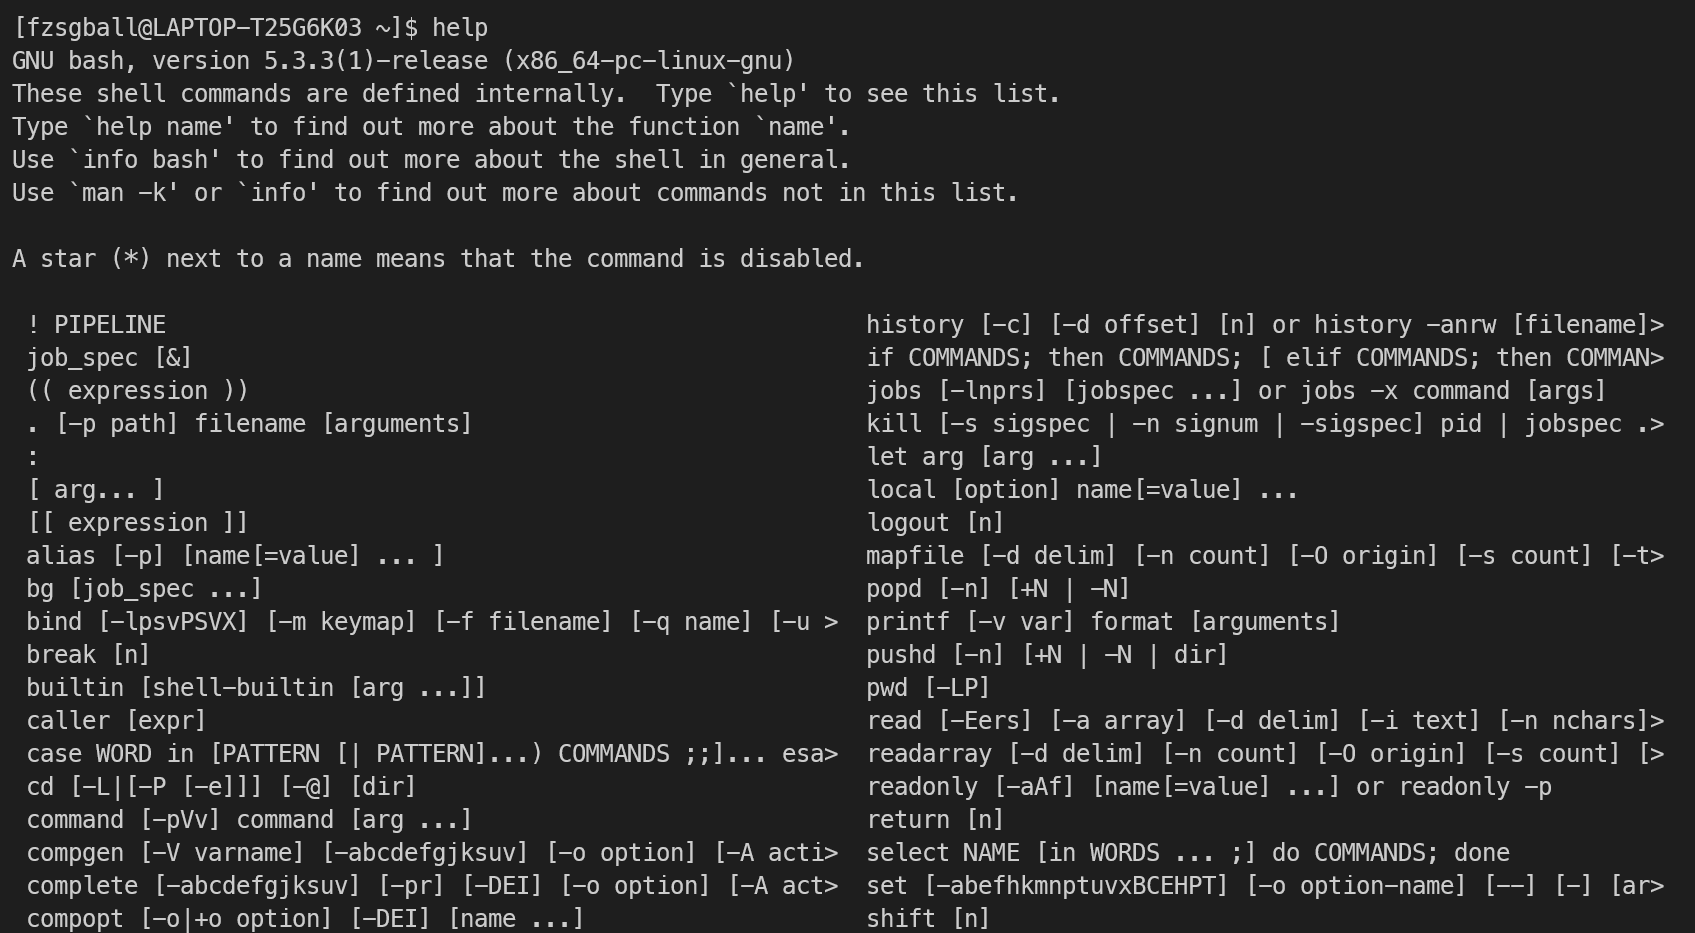 [fzsgball@LAPTOP-T25G6K03 ~]$ help
GNU bash, version 5.3.3(1)-release (x86_64-pc-linux-gnu)
These shell commands are defined internally.  Type `help' to see this list.
Type `help name' to find out more about the function `name'.
Use `info bash' to find out more about the shell in general.
Use `man -k' or `info' to find out more about commands not in this list.

A star (*) next to a name means that the command is disabled.

 ! PIPELINE                                                  history [-c] [-d offset] [n] or history -anrw [filename]>
 job_spec [&]                                                if COMMANDS; then COMMANDS; [ elif COMMANDS; then COMMAN>
 (( expression ))                                            jobs [-lnprs] [jobspec ...] or jobs -x command [args]
 . [-p path] filename [arguments]                            kill [-s sigspec | -n signum | -sigspec] pid | jobspec .>
 :                                                           let arg [arg ...]
 [ arg... ]                                                  local [option] name[=value] ...
 [[ expression ]]                                            logout [n]
 alias [-p] [name[=value] ... ]                              mapfile [-d delim] [-n count] [-O origin] [-s count] [-t>
 bg [job_spec ...]                                           popd [-n] [+N | -N]
 bind [-lpsvPSVX] [-m keymap] [-f filename] [-q name] [-u >  printf [-v var] format [arguments]
 break [n]                                                   pushd [-n] [+N | -N | dir]
 builtin [shell-builtin [arg ...]]                           pwd [-LP]
 caller [expr]                                               read [-Eers] [-a array] [-d delim] [-i text] [-n nchars]>
 case WORD in [PATTERN [| PATTERN]...) COMMANDS ;;]... esa>  readarray [-d delim] [-n count] [-O origin] [-s count] [>
 cd [-L|[-P [-e]]] [-@] [dir]                                readonly [-aAf] [name[=value] ...] or readonly -p
 command [-pVv] command [arg ...]                            return [n]
 compgen [-V varname] [-abcdefgjksuv] [-o option] [-A acti>  select NAME [in WORDS ... ;] do COMMANDS; done
 complete [-abcdefgjksuv] [-pr] [-DEI] [-o option] [-A act>  set [-abefhkmnptuvxBCEHPT] [-o option-name] [--] [-] [ar>
 compopt [-o|+o option] [-DEI] [name ...]                    shift [n]